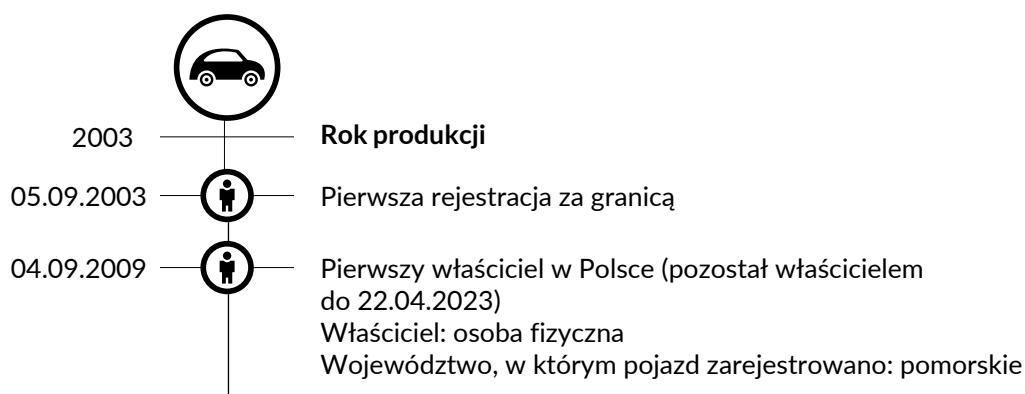 2003 Rok produkcji
05.09.2003 Pierwsza rejestracja za granicą
04.09.2009 Pierwszy właściciel w Polsce (pozostał właścicielem
do 22.04.2023)
Właściciel: osoba fizyczna
Województwo, w którym pojazd zarejestrowano: pomorskie